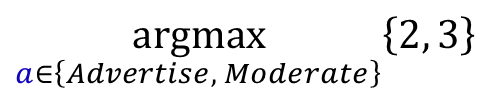 argmax {2, 3}
a∈{Advertise, Moderate}